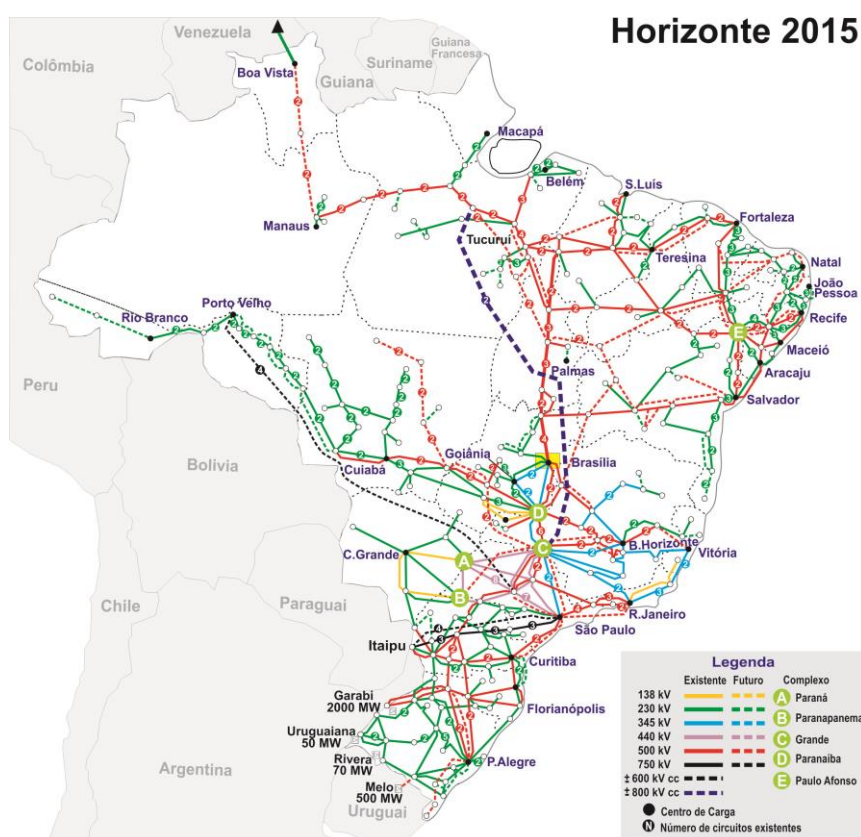 Horizonte 2015
Venezuela
Colômbia
Suriname
Guiana
Francesa
Guiana
Boa Vista
Macapá
Belém
S.Luis
Manaus
Fortaleza
Tucuruí
Teresina
Natal
João
Pessoa
Porto Velho
Rio Branco
Recife
E
Maceió
Palmas
Aracaju
Peru
Salvador
Goiânia
Brasília
Cuiabá
Bolivia
D
C
B.Horizonte
Vitória
C.Grande
A
B
Chile
Paraguai
R.Janeiro
São Paulo
Itaipu
Curitiba
Garabi
2000 MW
Florianópolis
Uruguaiana
50 MW
Rivera
70 MW
P.Alegre
Argentina
Melo
500 MW
Uruguai
Legenda
Existente Futuro Complexo
138 kV A Paraná
230 kV
345 kV B Paranapanema
440 kV C Grande
500 kV
750 kV D Paranaíba
± 600 kV cc
± 800 kV cc E Paulo Afonso
Centro de Carga
N Número de circuitos existentes